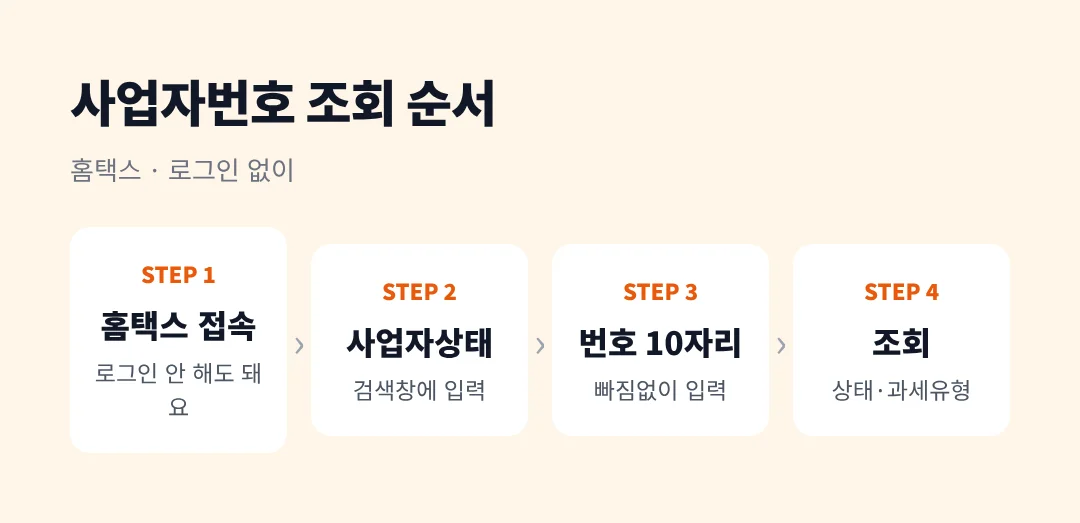 사업자번호 조회 순서
홈택스 · 로그인 없이
STEP 1
홈택스 접속
로그인 안 해도 돼
요
›
STEP 2
사업자상태
검색창에 입력
›
STEP 3
번호 10자리
빠짐없이 입력
›
STEP 4
조회
상태·과세유형